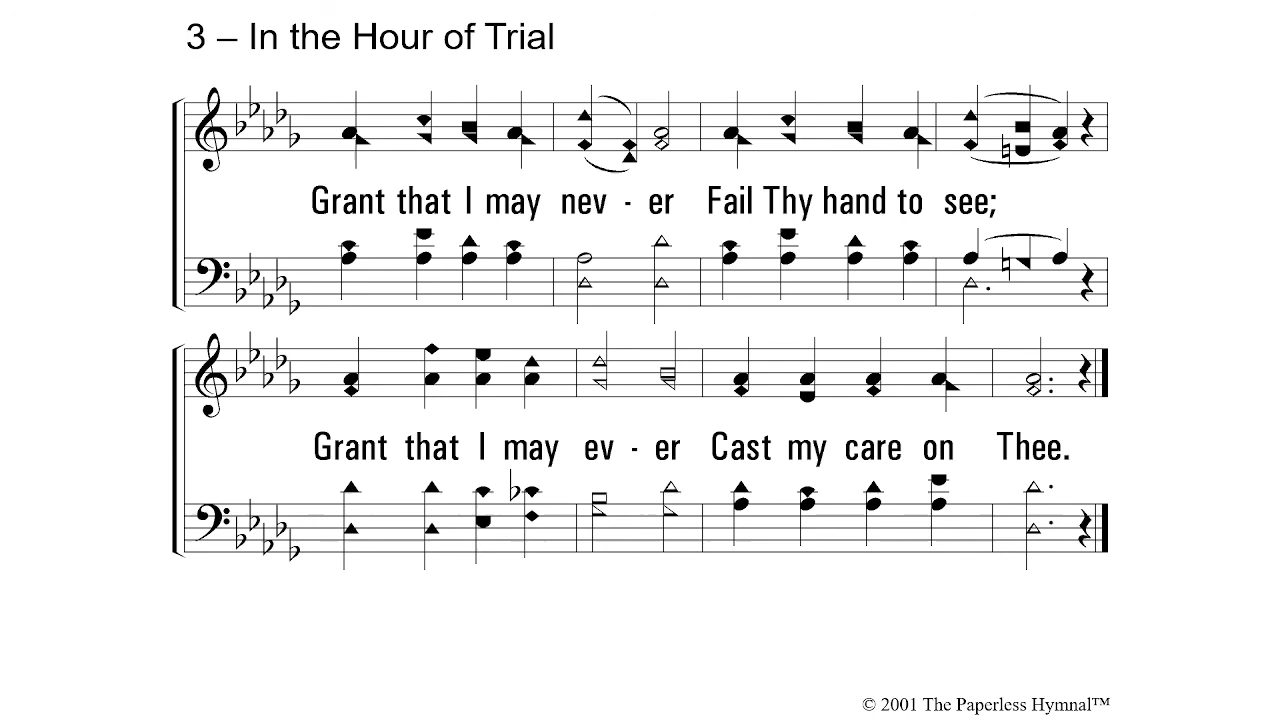 3 – In the Hour of Trial
Grant that I may nev - er Fail Thy hand to see;
Grant that I may ev - er Cast my care on Thee.
© 2001 The Paperless Hymnal™